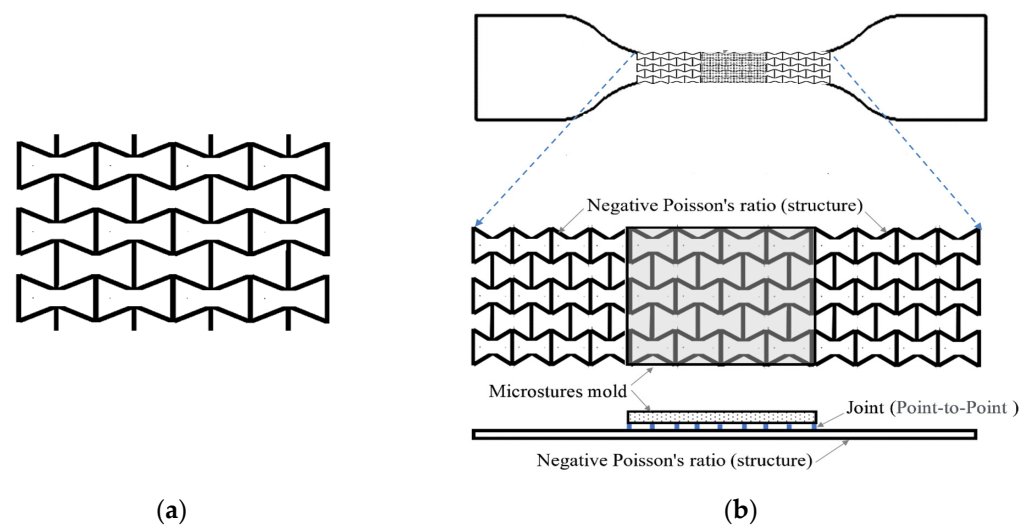 Negative Poisson's ratio (structure)
Microstures mold
Joint (Point-to-Point )
Negative Poisson's ratio (structure)
(a)
(b)